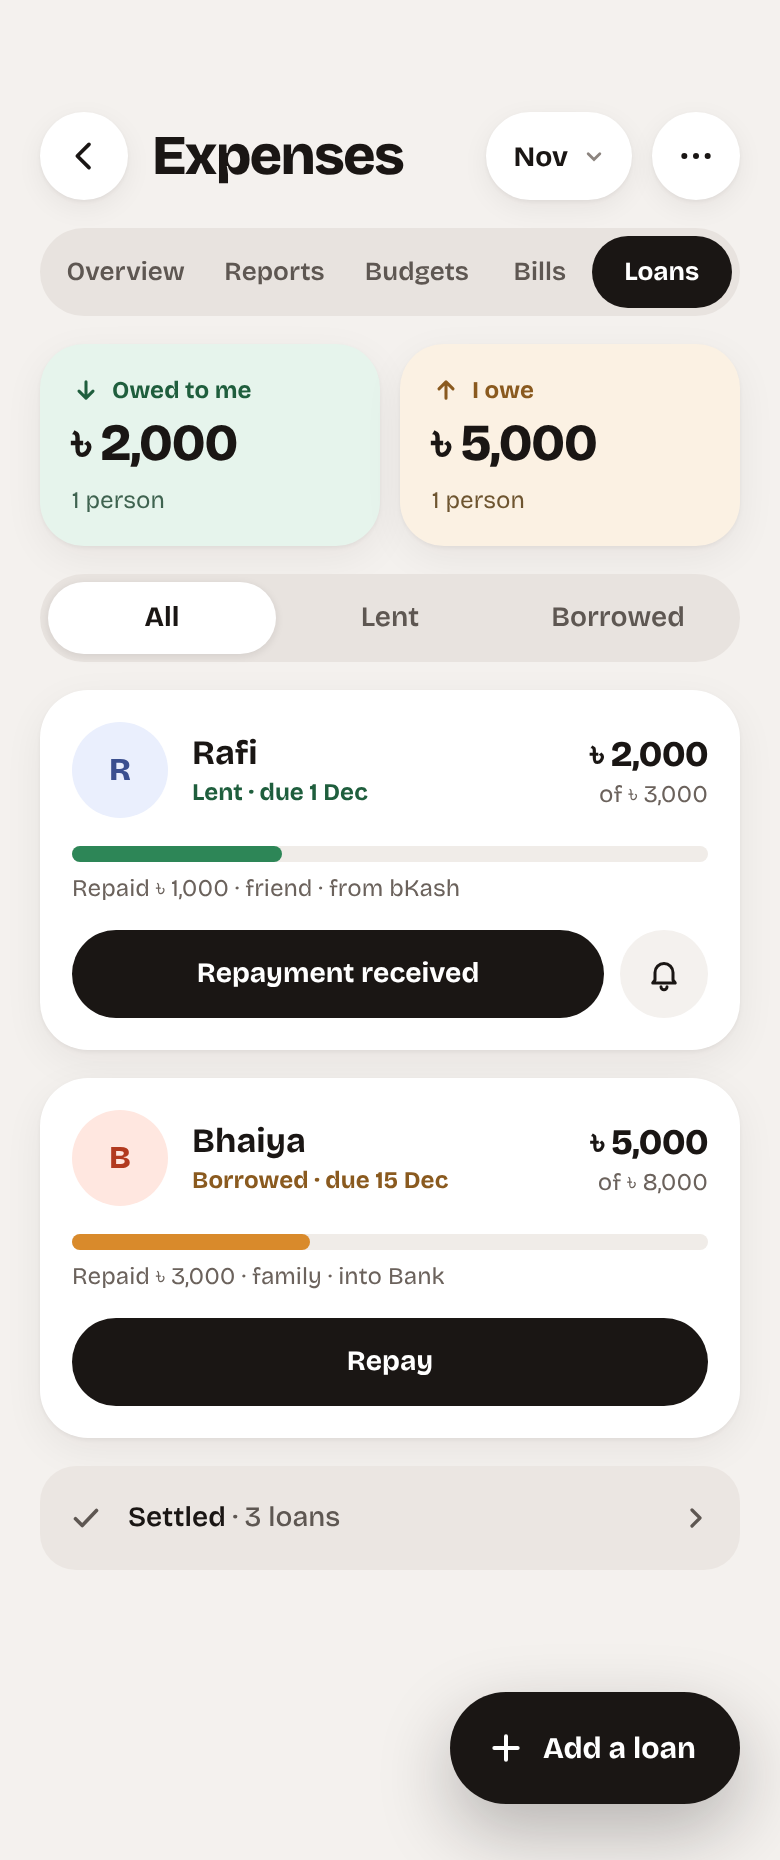 Expenses
Nov
Overview Reports Budgets Bills Loans
Owed to me
৳ 2,000
1 person
I owe
৳ 5,000
1 person
All Lent Borrowed
R
Rafi
Lent · due 1 Dec
৳ 2,000
of ৳ 3,000
Repaid ৳ 1,000 · friend · from bKash
Repayment received
B
Bhaiya
Borrowed · due 15 Dec
৳ 5,000
of ৳ 8,000
Repaid ৳ 3,000 · family · into Bank
Repay
Settled · 3 loans
Add a loan